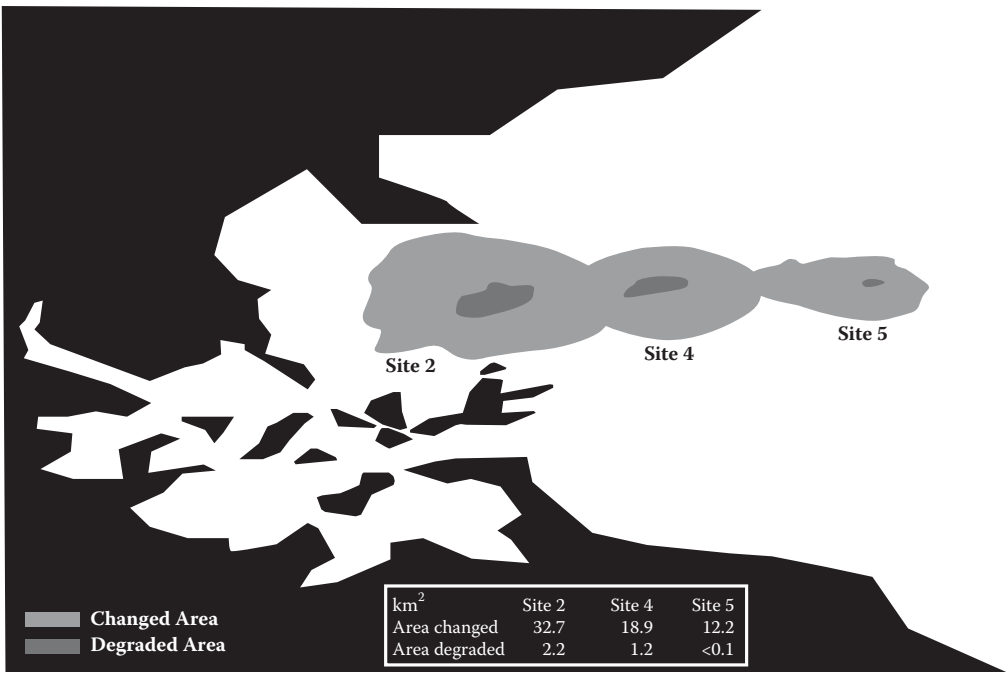 Site 2
Site 4
Site 5
Changed Area
Degraded Area
km² Site 2 Site 4 Site 5
Area changed 32.7 18.9 12.2
Area degraded 2.2 1.2 <0.1